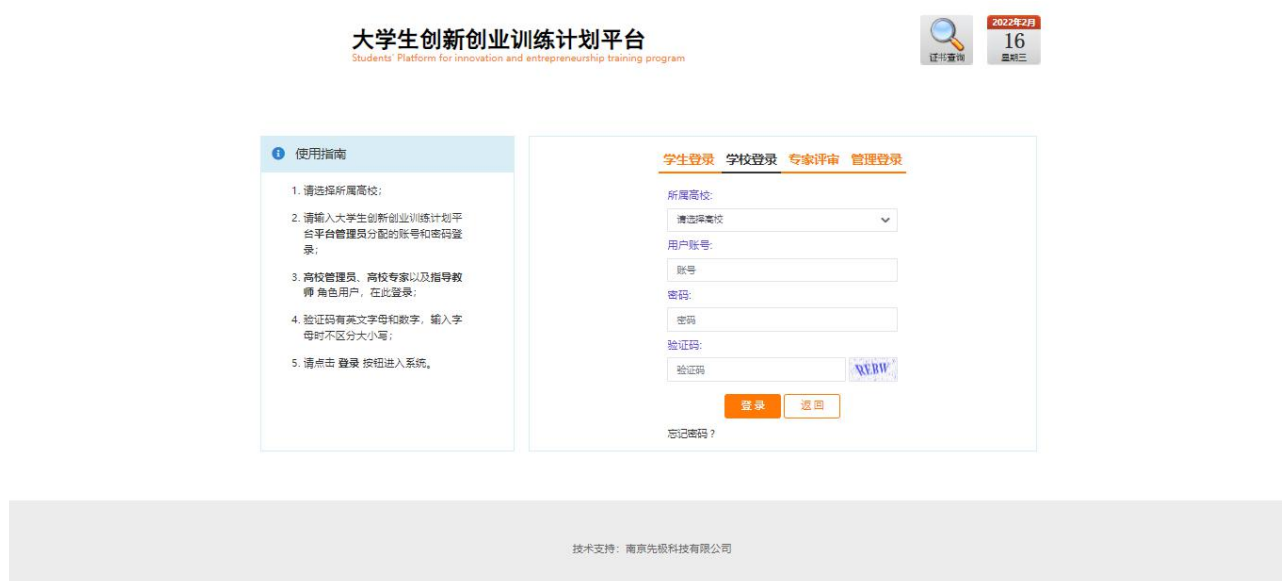 大学生创新创业训练计划平台
Students' Platform for innovation and entrepreneurship training program
证书查询
2022年2月
16
星期三
使用指南
1. 请选择所属高校；
2. 请输入大学生创新创业训练计划平
台平台管理员分配的账号和密码登
录；
3. 高校管理员、高校专家以及指导教
师 角色用户，在此登录；
4. 验证码有英文字母和数字，输入字
母时不区分大小写；
5. 请点击 登录 按钮进入系统。
学生登录 学校登录 专家评审 管理登录
所属高校:
请选择高校
用户账号:
账号
密码:
密码
验证码:
验证码
REBW
登录 返回
忘记密码？
技术支持：南京先极科技有限公司